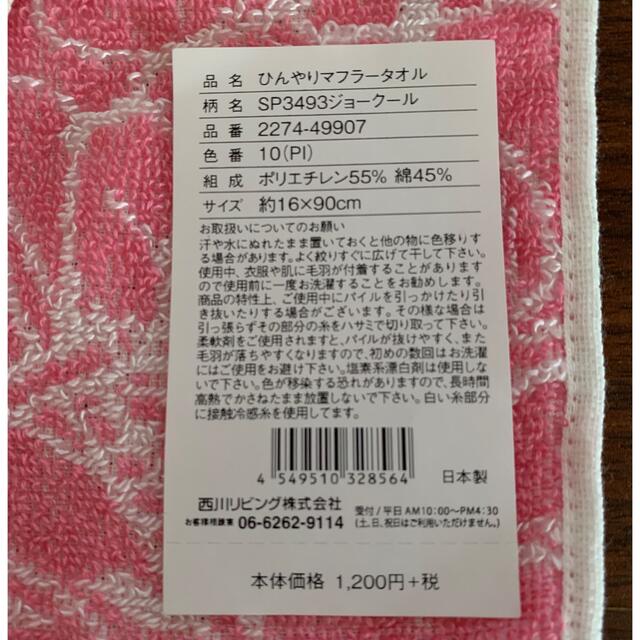 品 名 ひんやりマフラータオル
柄 名 SP3493ジョークール
品 番 2274-49907
色 番 10(PI)
組 成 ポリエチレン55% 綿45%
サイズ 約16×90cm
お取扱いについてのお願い
汗や水にぬれたまま置いておくと他の物に色移りす
る場合があります。よく絞りすぐに広げて干して下さい。
使用中、衣服や肌に毛羽が付着することがあります
ので使用前に一度お洗濯することをお勧めします。
商品の特性上、ご使用中にパイルを引っかけたり引
き抜いたりする場合がございます。その様な場合は
引っ張らずその部分の糸をハサミで切り取って下さい。
柔軟剤をご使用されますと、パイルが抜けやすく、また
毛羽が落ちやすくなりますので、初めの数回はお洗濯
にはご使用をお避け下さい。塩素系漂白剤は使用しな
いで下さい。色が移染する恐れがありますので、長時間
高熱でかさねたまま放置しないで下さい。白い糸部分
に接触冷感糸を使用してます。
4 549510 328564
日本製
西川リビング株式会社
お客様相談室 06-6262-9114
受付/平日AM10:00〜PM4:30
(土、日、祝日はご利用いただけません。)
本体価格 1,200円+税